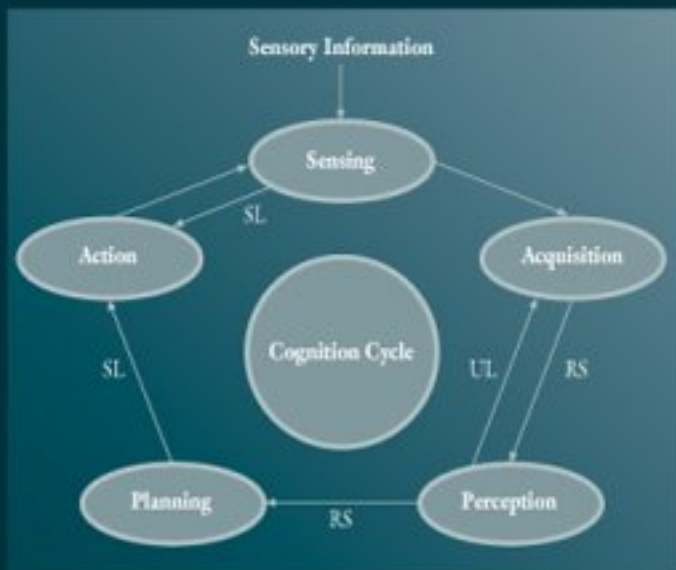 Sensory Information
Sensing
SL
Action
Acquisition
Cognition Cycle
SL
UL
RS
Planning
RS
Perception